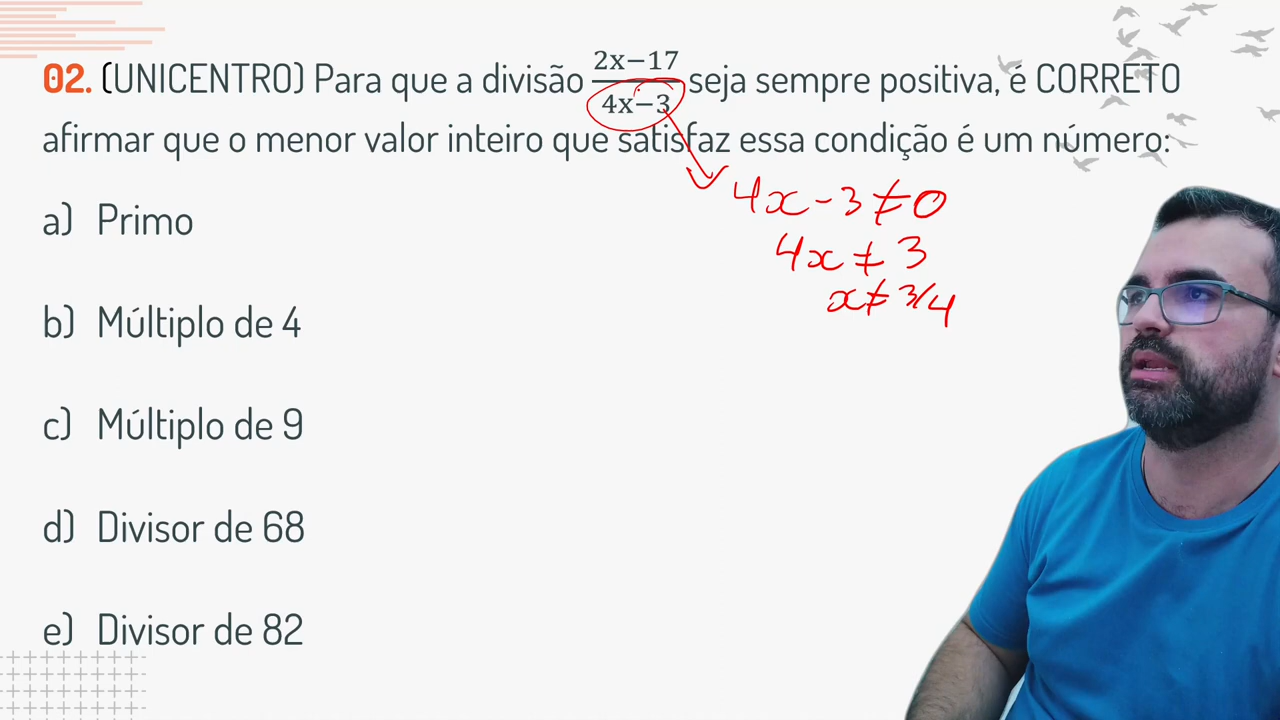 02. (UNICENTRO) Para que a divisão 2x−17/4x−3 seja sempre positiva, é CORRETO
afirmar que o menor valor inteiro que satisfaz essa condição é um número:
4x - 3 ≠ 0
4x ≠ 3
x ≠ 3/4
a) Primo
b) Múltiplo de 4
c) Múltiplo de 9
d) Divisor de 68
e) Divisor de 82